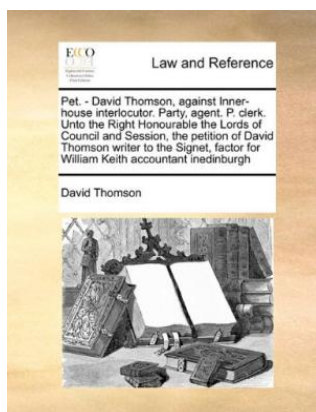 ECCO
Law and Reference
Pet. - David Thomson, against Inner-
house interlocutor. Party, agent. P. clerk.
Unto the Right Honourable the Lords of
Council and Session, the petition of David
Thomson writer to the Signet, factor for
William Keith accountant inedinburgh
David Thomson